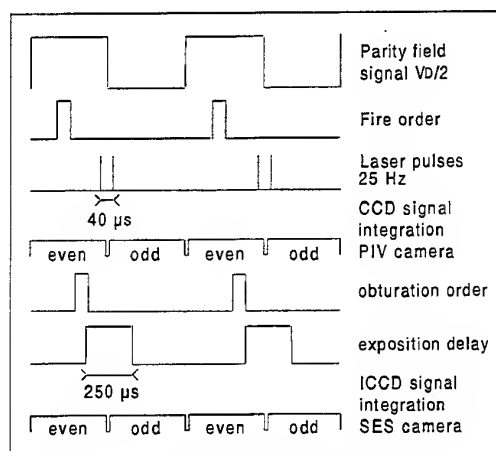 Parity field
signal VD/2
Fire order
Laser pulses
25 Hz
40 µs
CCD signal
integration
PIV camera
even odd even odd
obturation order
exposition delay
250 µs
ICCD signal
integration
SES camera
even odd even odd